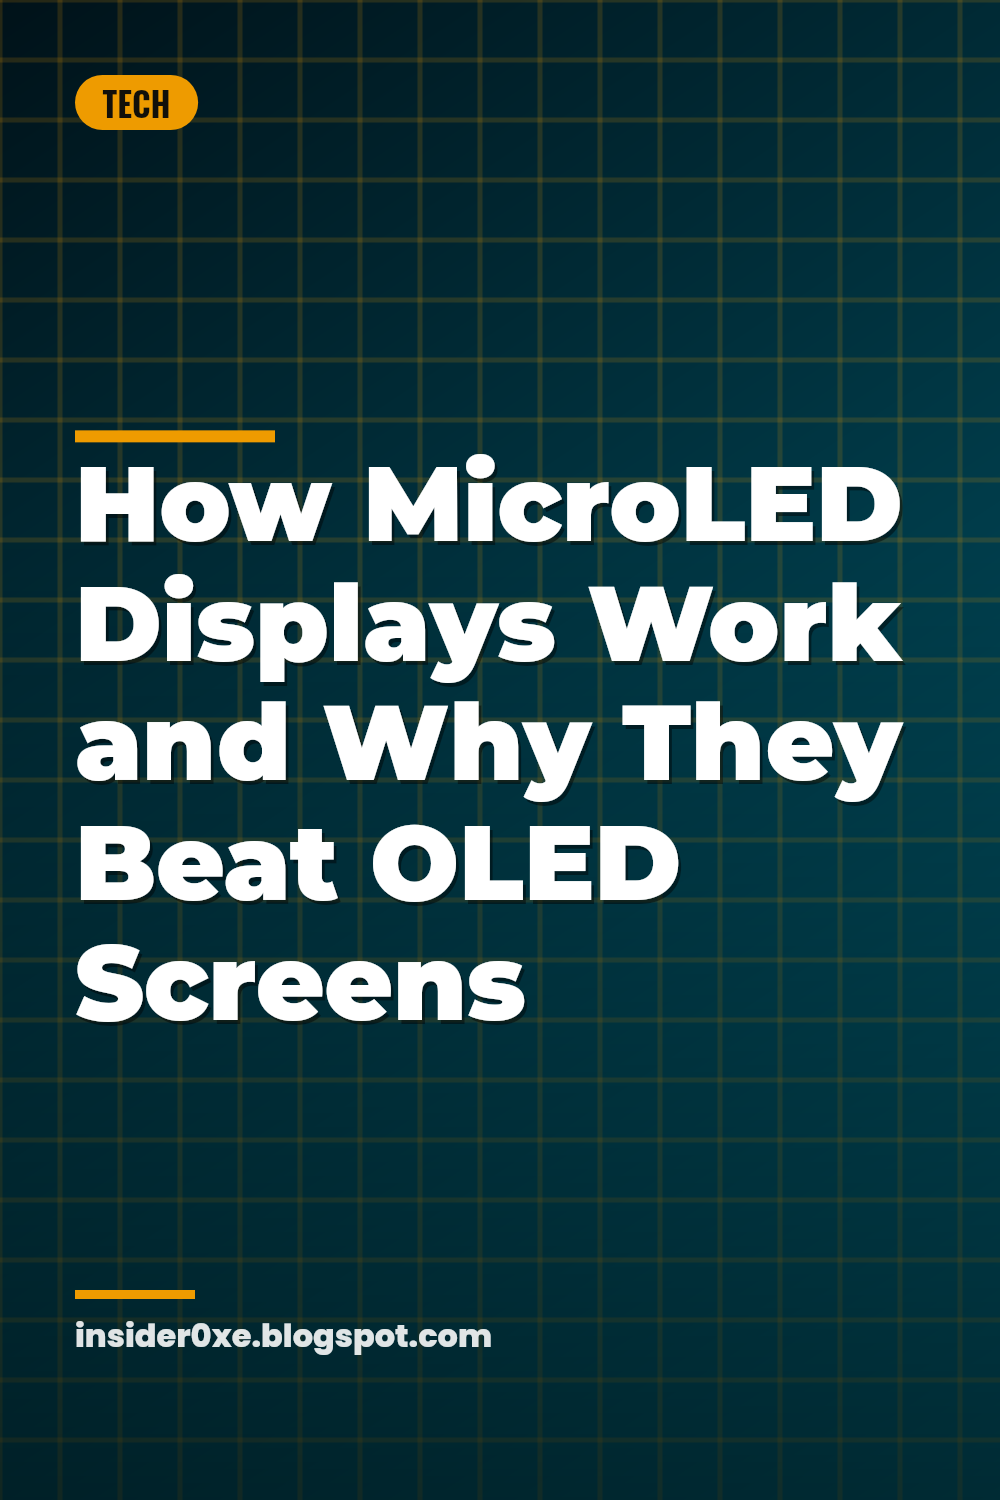 TECH
How MicroLED
Displays Work
and Why They
Beat OLED
Screens
insider0xe.blogspot.com